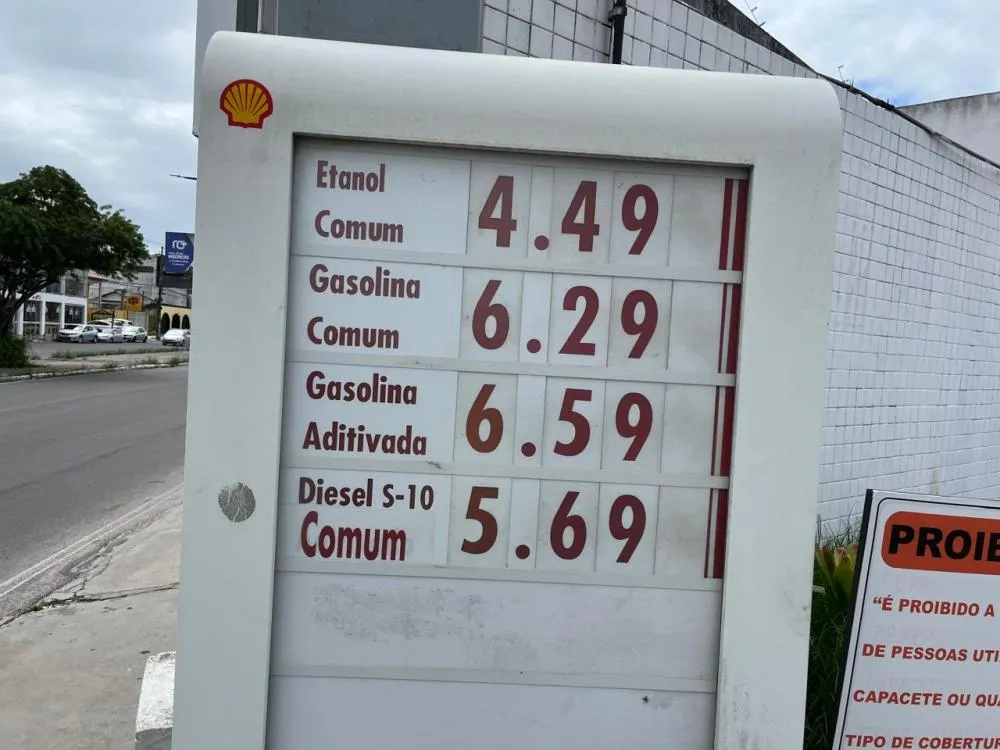 Etanol
Comum
4.49
Gasolina
Comum
6.29
Gasolina
Aditivada
6.59
Diesel S-10
Comum
5.69
PROIB
“É PROIBIDO A
DE PESSOAS UTI
CAPACETE OU QUA
TIPO DE COBERTUR